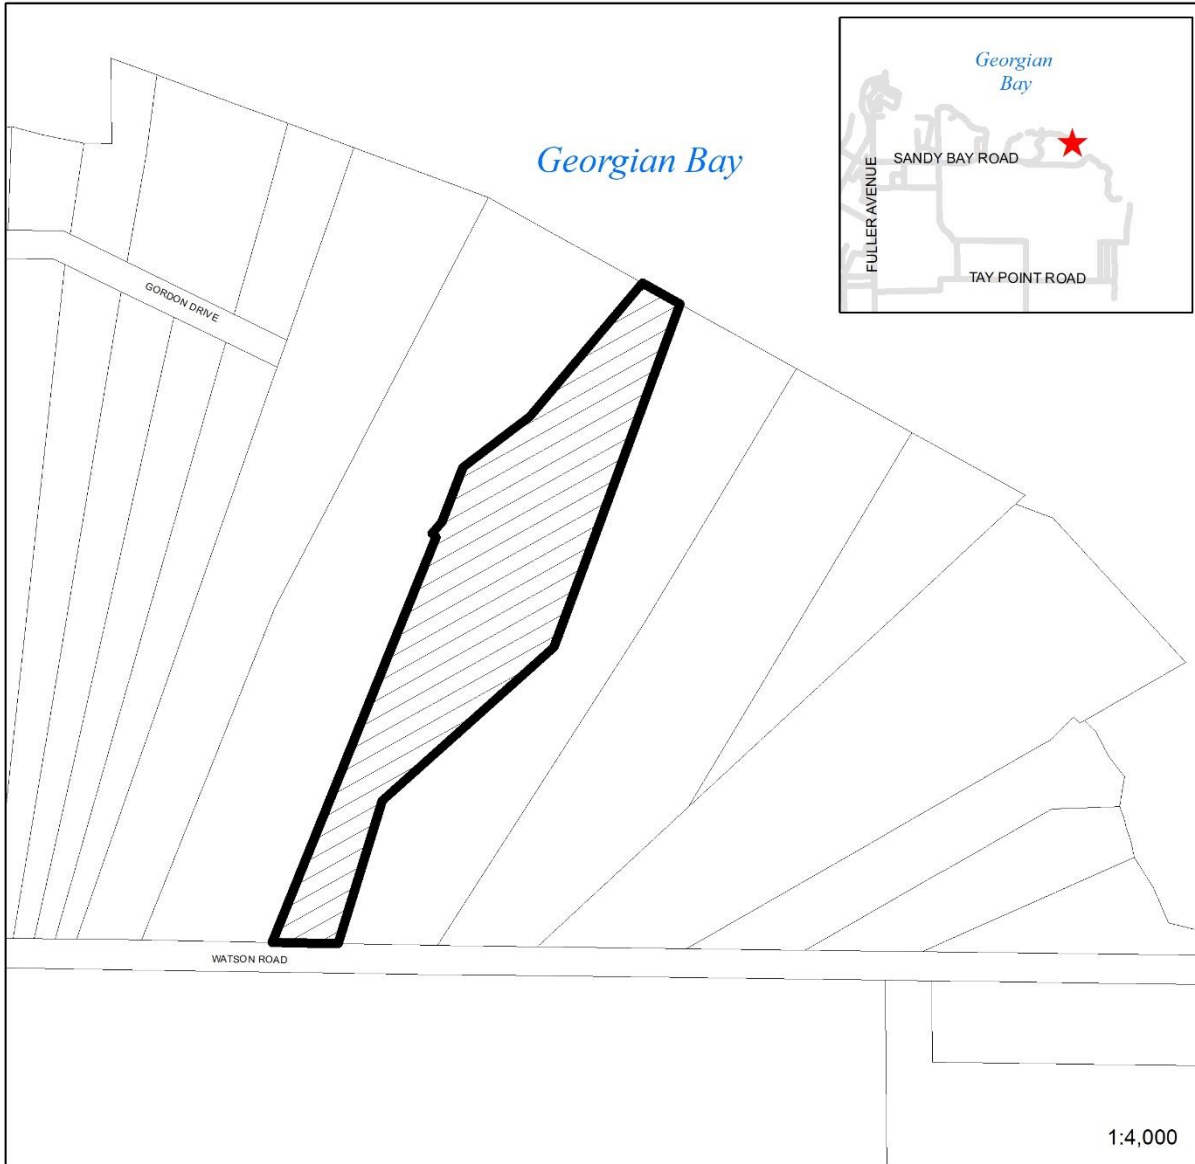 Georgian Bay
GORDON DRIVE
WATSON ROAD
1:4,000
Georgian
Bay
SANDY BAY ROAD
FULLER AVENUE
TAY POINT ROAD